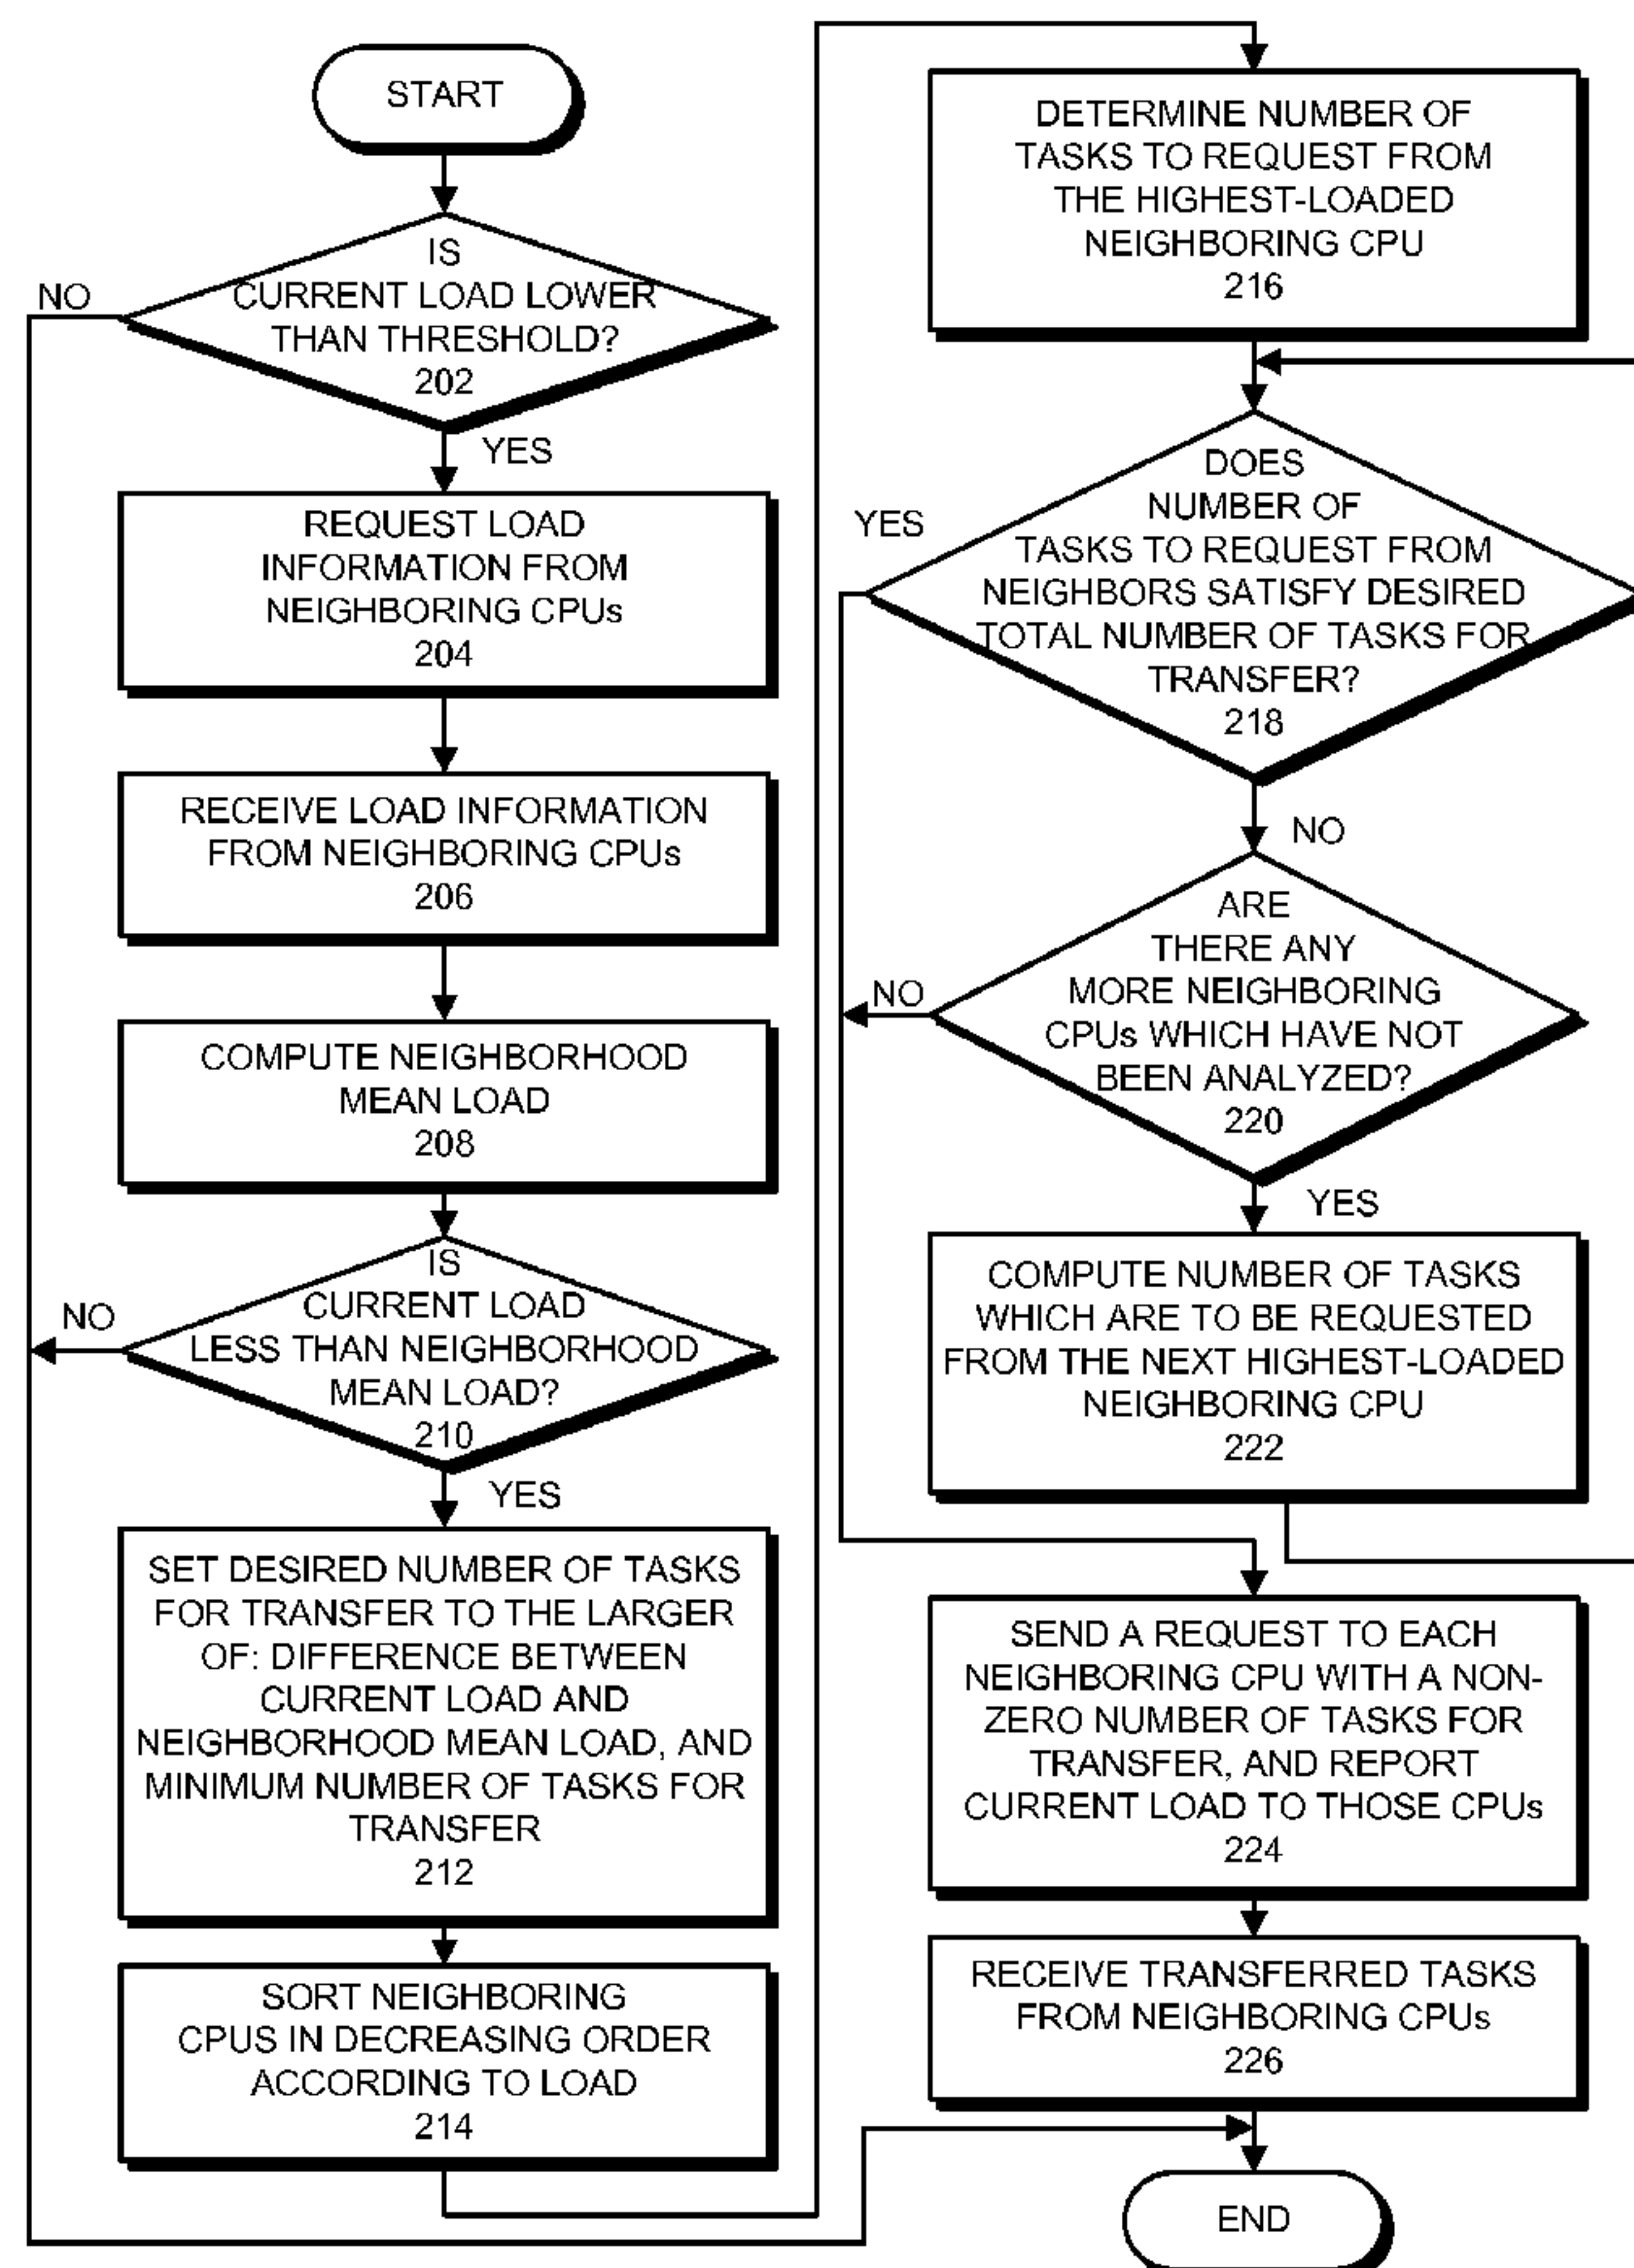 START
IS
CURRENT LOAD LOWER
THAN THRESHOLD?
202
NO
YES
REQUEST LOAD
INFORMATION FROM
NEIGHBORING CPUs
204
RECEIVE LOAD INFORMATION
FROM NEIGHBORING CPUs
206
COMPUTE NEIGHBORHOOD
MEAN LOAD
208
IS
CURRENT LOAD
LESS THAN NEIGHBORHOOD
MEAN LOAD?
210
NO
YES
SET DESIRED NUMBER OF TASKS
FOR TRANSFER TO THE LARGER
OF: DIFFERENCE BETWEEN
CURRENT LOAD AND
NEIGHBORHOOD MEAN LOAD, AND
MINIMUM NUMBER OF TASKS FOR
TRANSFER
212
SORT NEIGHBORING
CPUS IN DECREASING ORDER
ACCORDING TO LOAD
214
DETERMINE NUMBER OF
TASKS TO REQUEST FROM
THE HIGHEST-LOADED
NEIGHBORING CPU
216
DOES
NUMBER OF
TASKS TO REQUEST FROM
NEIGHBORS SATISFY DESIRED
TOTAL NUMBER OF TASKS FOR
TRANSFER?
218
YES
NO
ARE
THERE ANY
MORE NEIGHBORING
CPUs WHICH HAVE NOT
BEEN ANALYZED?
220
NO
YES
COMPUTE NUMBER OF TASKS
WHICH ARE TO BE REQUESTED
FROM THE NEXT HIGHEST-LOADED
NEIGHBORING CPU
222
SEND A REQUEST TO EACH
NEIGHBORING CPU WITH A NON-
ZERO NUMBER OF TASKS FOR
TRANSFER, AND REPORT
CURRENT LOAD TO THOSE CPUs
224
RECEIVE TRANSFERRED TASKS
FROM NEIGHBORING CPUs
226
END